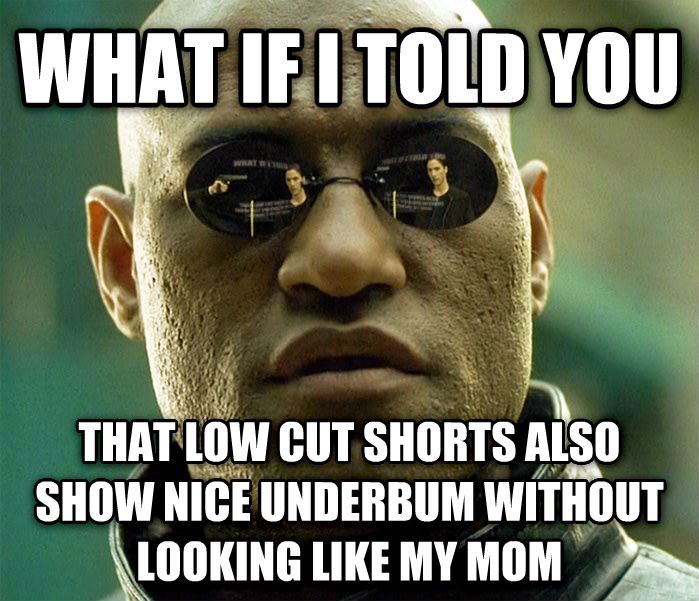 WHAT IF I TOLD YOU
THAT LOW CUT SHORTS ALSO
SHOW NICE UNDERBUM WITHOUT
LOOKING LIKE MY MOM